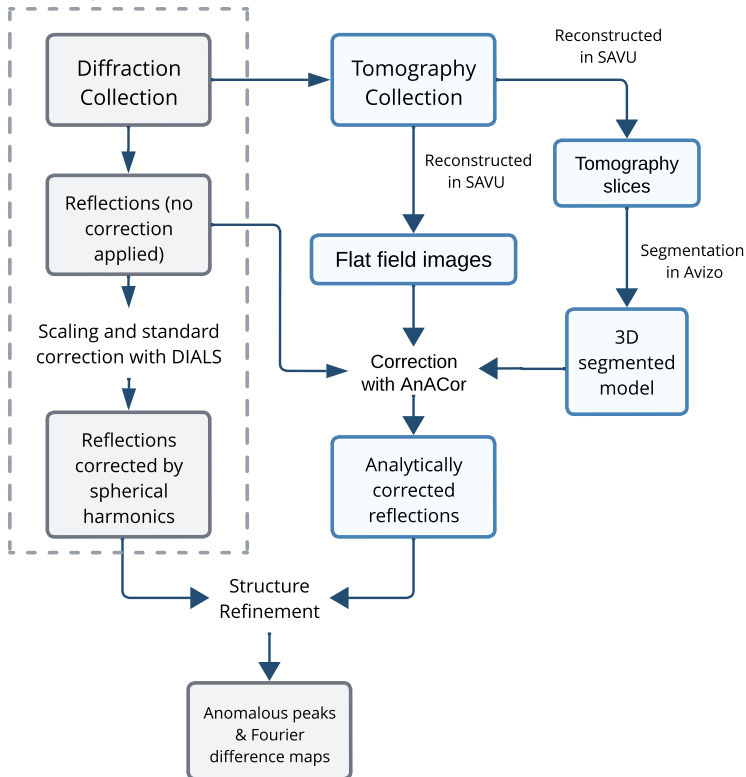 Diffraction
Collection
Tomography
Collection
Reconstructed
in SAVU
Reconstructed
in SAVU
Tomography
slices
Reflections (no
correction
applied)
Flat field images
Segmentation
in Avizo
Scaling and standard
correction with DIALS
Correction
with AnACor
3D
segmented
model
Reflections
corrected by
spherical
harmonics
Analytically
corrected
reflections
Structure
Refinement
Anomalous peaks
& Fourier
difference maps